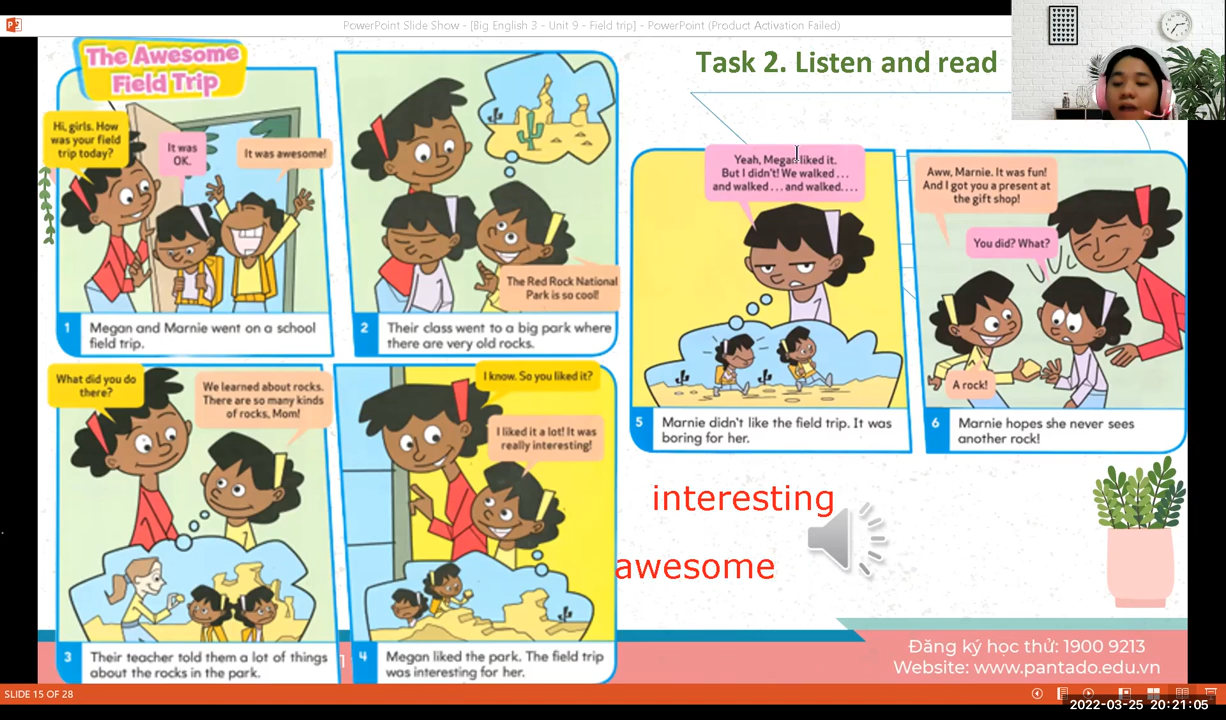 PowerPoint Slide Show - [Big English 3 - Unit 9 - Field trip] - PowerPoint (Product Activation Failed)
The Awesome
Field Trip
Task 2. Listen and read
Hi, girls. How
was your field
trip today?
It was
OK.
It was awesome!
1 Megan and Marnie went on a school
field trip.
The Red Rock National
Park is so cool!
2 Their class went to a big park where
there are very old rocks.
What did you do
there?
We learned about rocks.
There are so many kinds
of rocks, Mom!
3 Their teacher told them a lot of things
about the rocks in the park.
I know. So you liked it?
I liked it a lot! It was
really interesting!
4 Megan liked the park. The field trip
was interesting for her.
Yeah, Megan liked it.
But I didn't! We walked ...
and walked ... and walked....
5 Marnie didn't like the field trip. It was
boring for her.
Aww, Marnie. It was fun!
And I got you a present at
the gift shop!
You did? What?
A rock!
6 Marnie hopes she never sees
another rock!
interesting
awesome
Đăng ký học thử: 1900 9213
Website: www.pantado.edu.vn
SLIDE 15 OF 28
2022-03-25 20:21:05